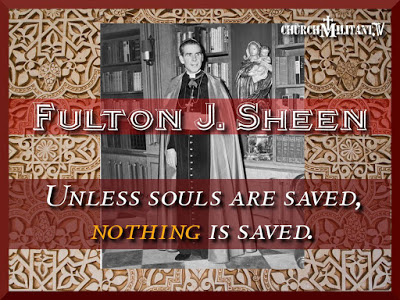 CHURCHMILITANT.TV
FULTON J. SHEEN
UNLESS SOULS ARE SAVED,
NOTHING IS SAVED.